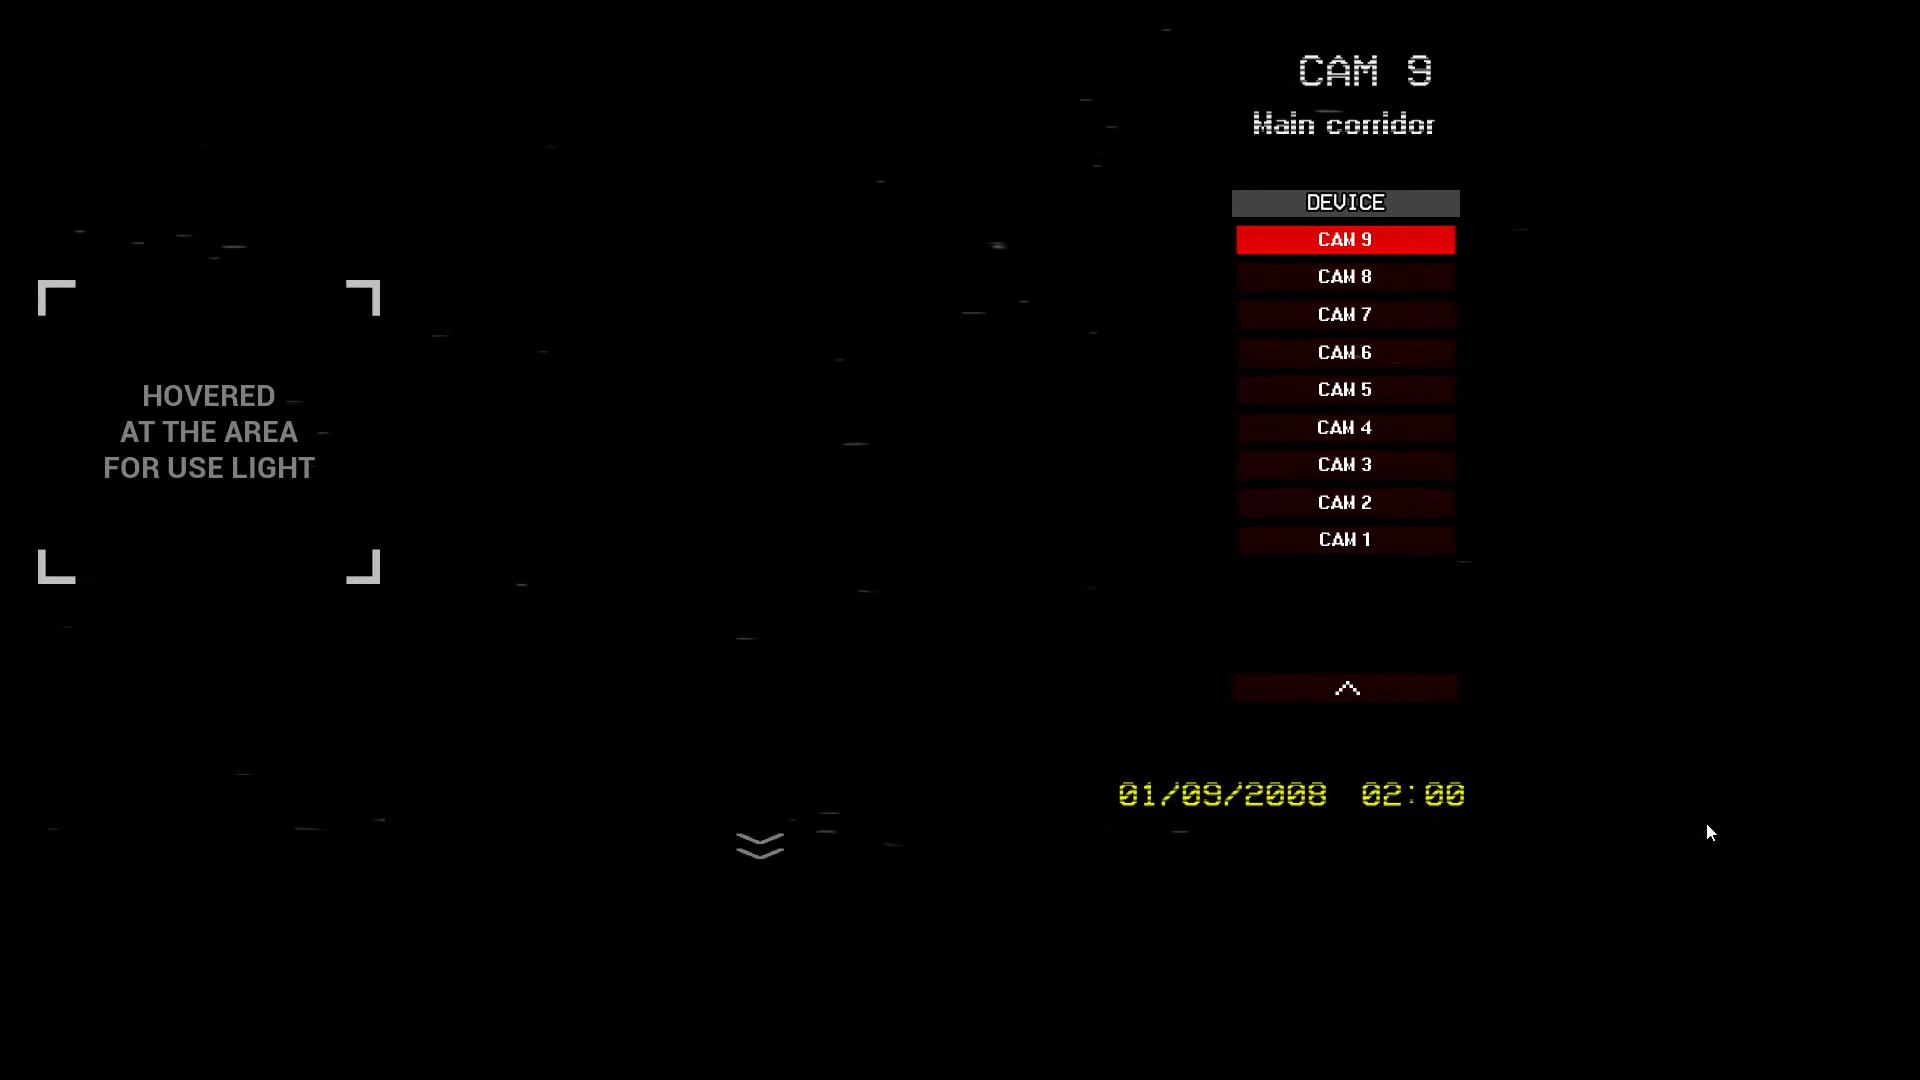 CAM 9
Main corridor
DEVICE
CAM 9
CAM 8
CAM 7
CAM 6
CAM 5
CAM 4
CAM 3
CAM 2
CAM 1
HOVERED
AT THE AREA
FOR USE LIGHT
01/09/2008 02:00